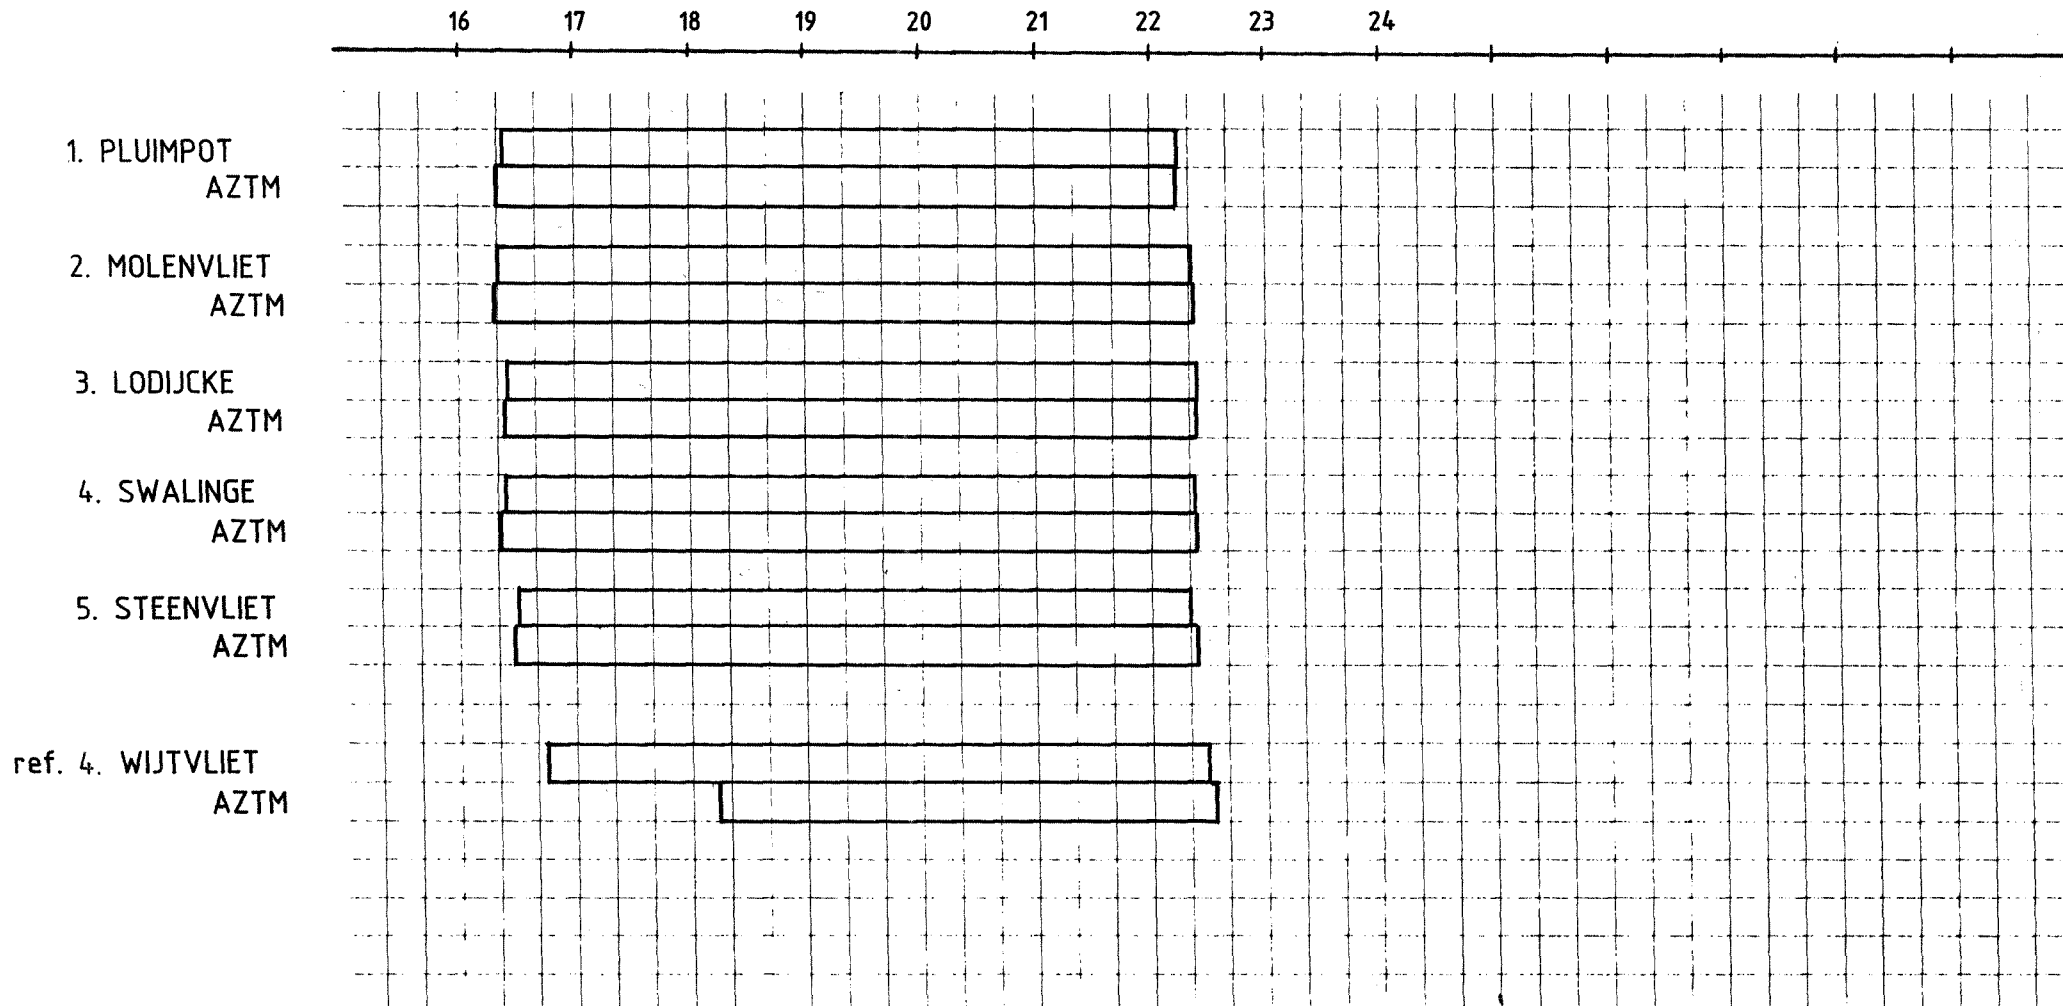 16 17 18 19 20 21 22 23 24
1. PLUIMPOT
AZTM
2. MOLENVLIET
AZTM
3. LODIJCKE
AZTM
4. SWALINGE
AZTM
5. STEENVLIET
AZTM
ref. 4. WIJTVLIET
AZTM